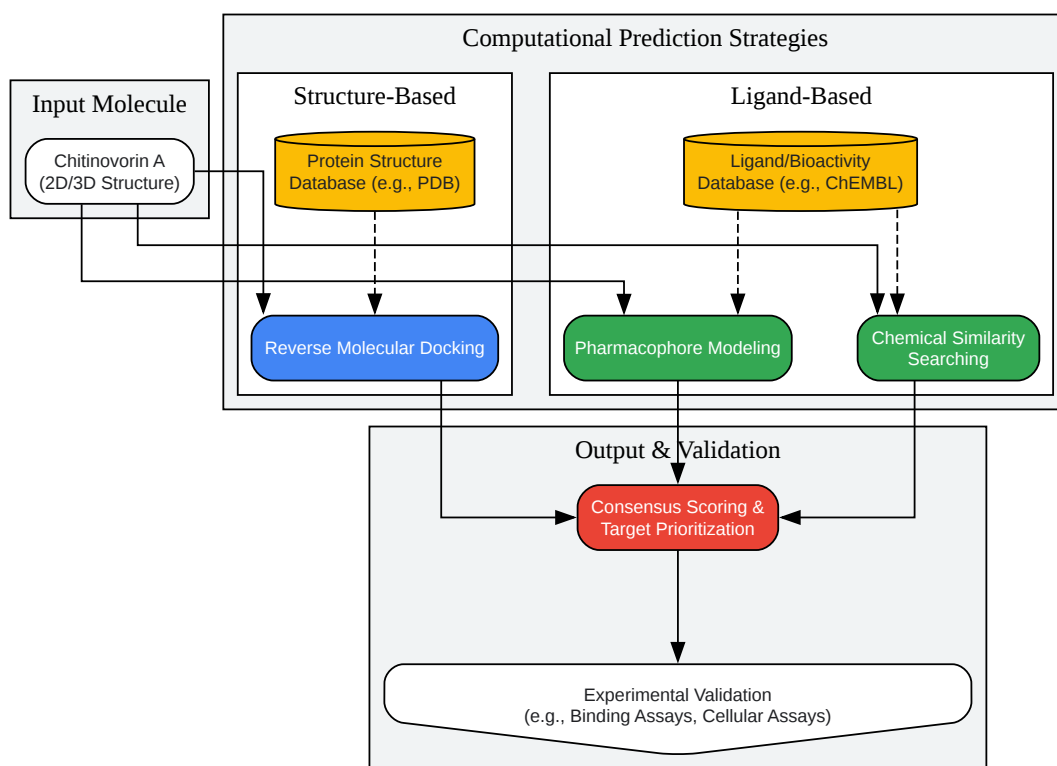 Computational Prediction Strategies
Input Molecule
Chitinovorin A
(2D/3D Structure)
Structure-Based
Protein Structure
Database (e.g., PDB)
Reverse Molecular Docking
Ligand-Based
Ligand/Bioactivity
Database (e.g., ChEMBL)
Pharmacophore Modeling
Chemical Similarity
Searching
Output & Validation
Consensus Scoring &
Target Prioritization
Experimental Validation
(e.g., Binding Assays, Cellular Assays)